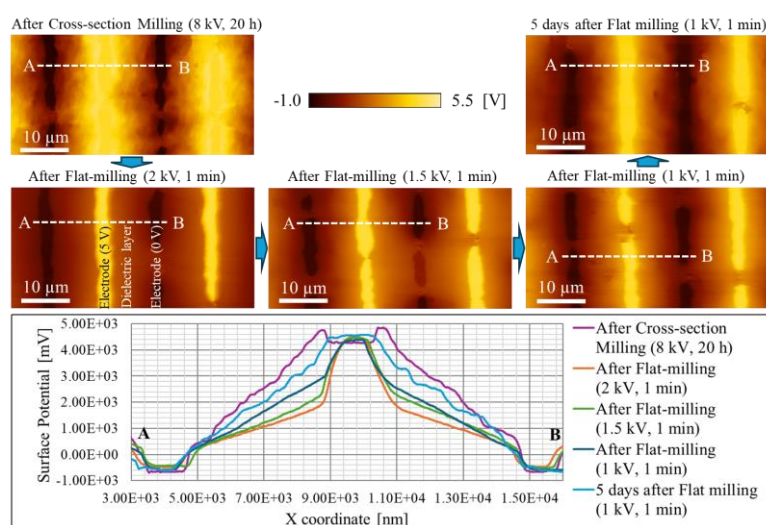 After Cross-section Milling (8 kV, 20 h)
A
B
10 μm
-1.0
5.5 [V]
5 days after Flat milling (1 kV, 1 min)
A
B
10 μm
After Flat-milling (2 kV, 1 min)
A
B
Electrode (5 V)
Dielectric layer
Electrode (0 V)
10 μm
After Flat-milling (1.5 kV, 1 min)
A
B
10 μm
After Flat-milling (1 kV, 1 min)
A
B
10 μm
Surface Potential [mV]
5.00E+03
4.00E+03
3.00E+03
2.00E+03
1.00E+03
0.00E+00
-1.00E+03
A
B
3.00E+03
5.00E+03
7.00E+03
9.00E+03
1.10E+04
1.30E+04
1.50E+04
X coordinate [nm]
After Cross-section
Milling (8 kV, 20 h)
After Flat-milling
(2 kV, 1 min)
After Flat-milling
(1.5 kV, 1 min)
After Flat-milling
(1 kV, 1 min)
5 days after Flat milling
(1 kV, 1 min)